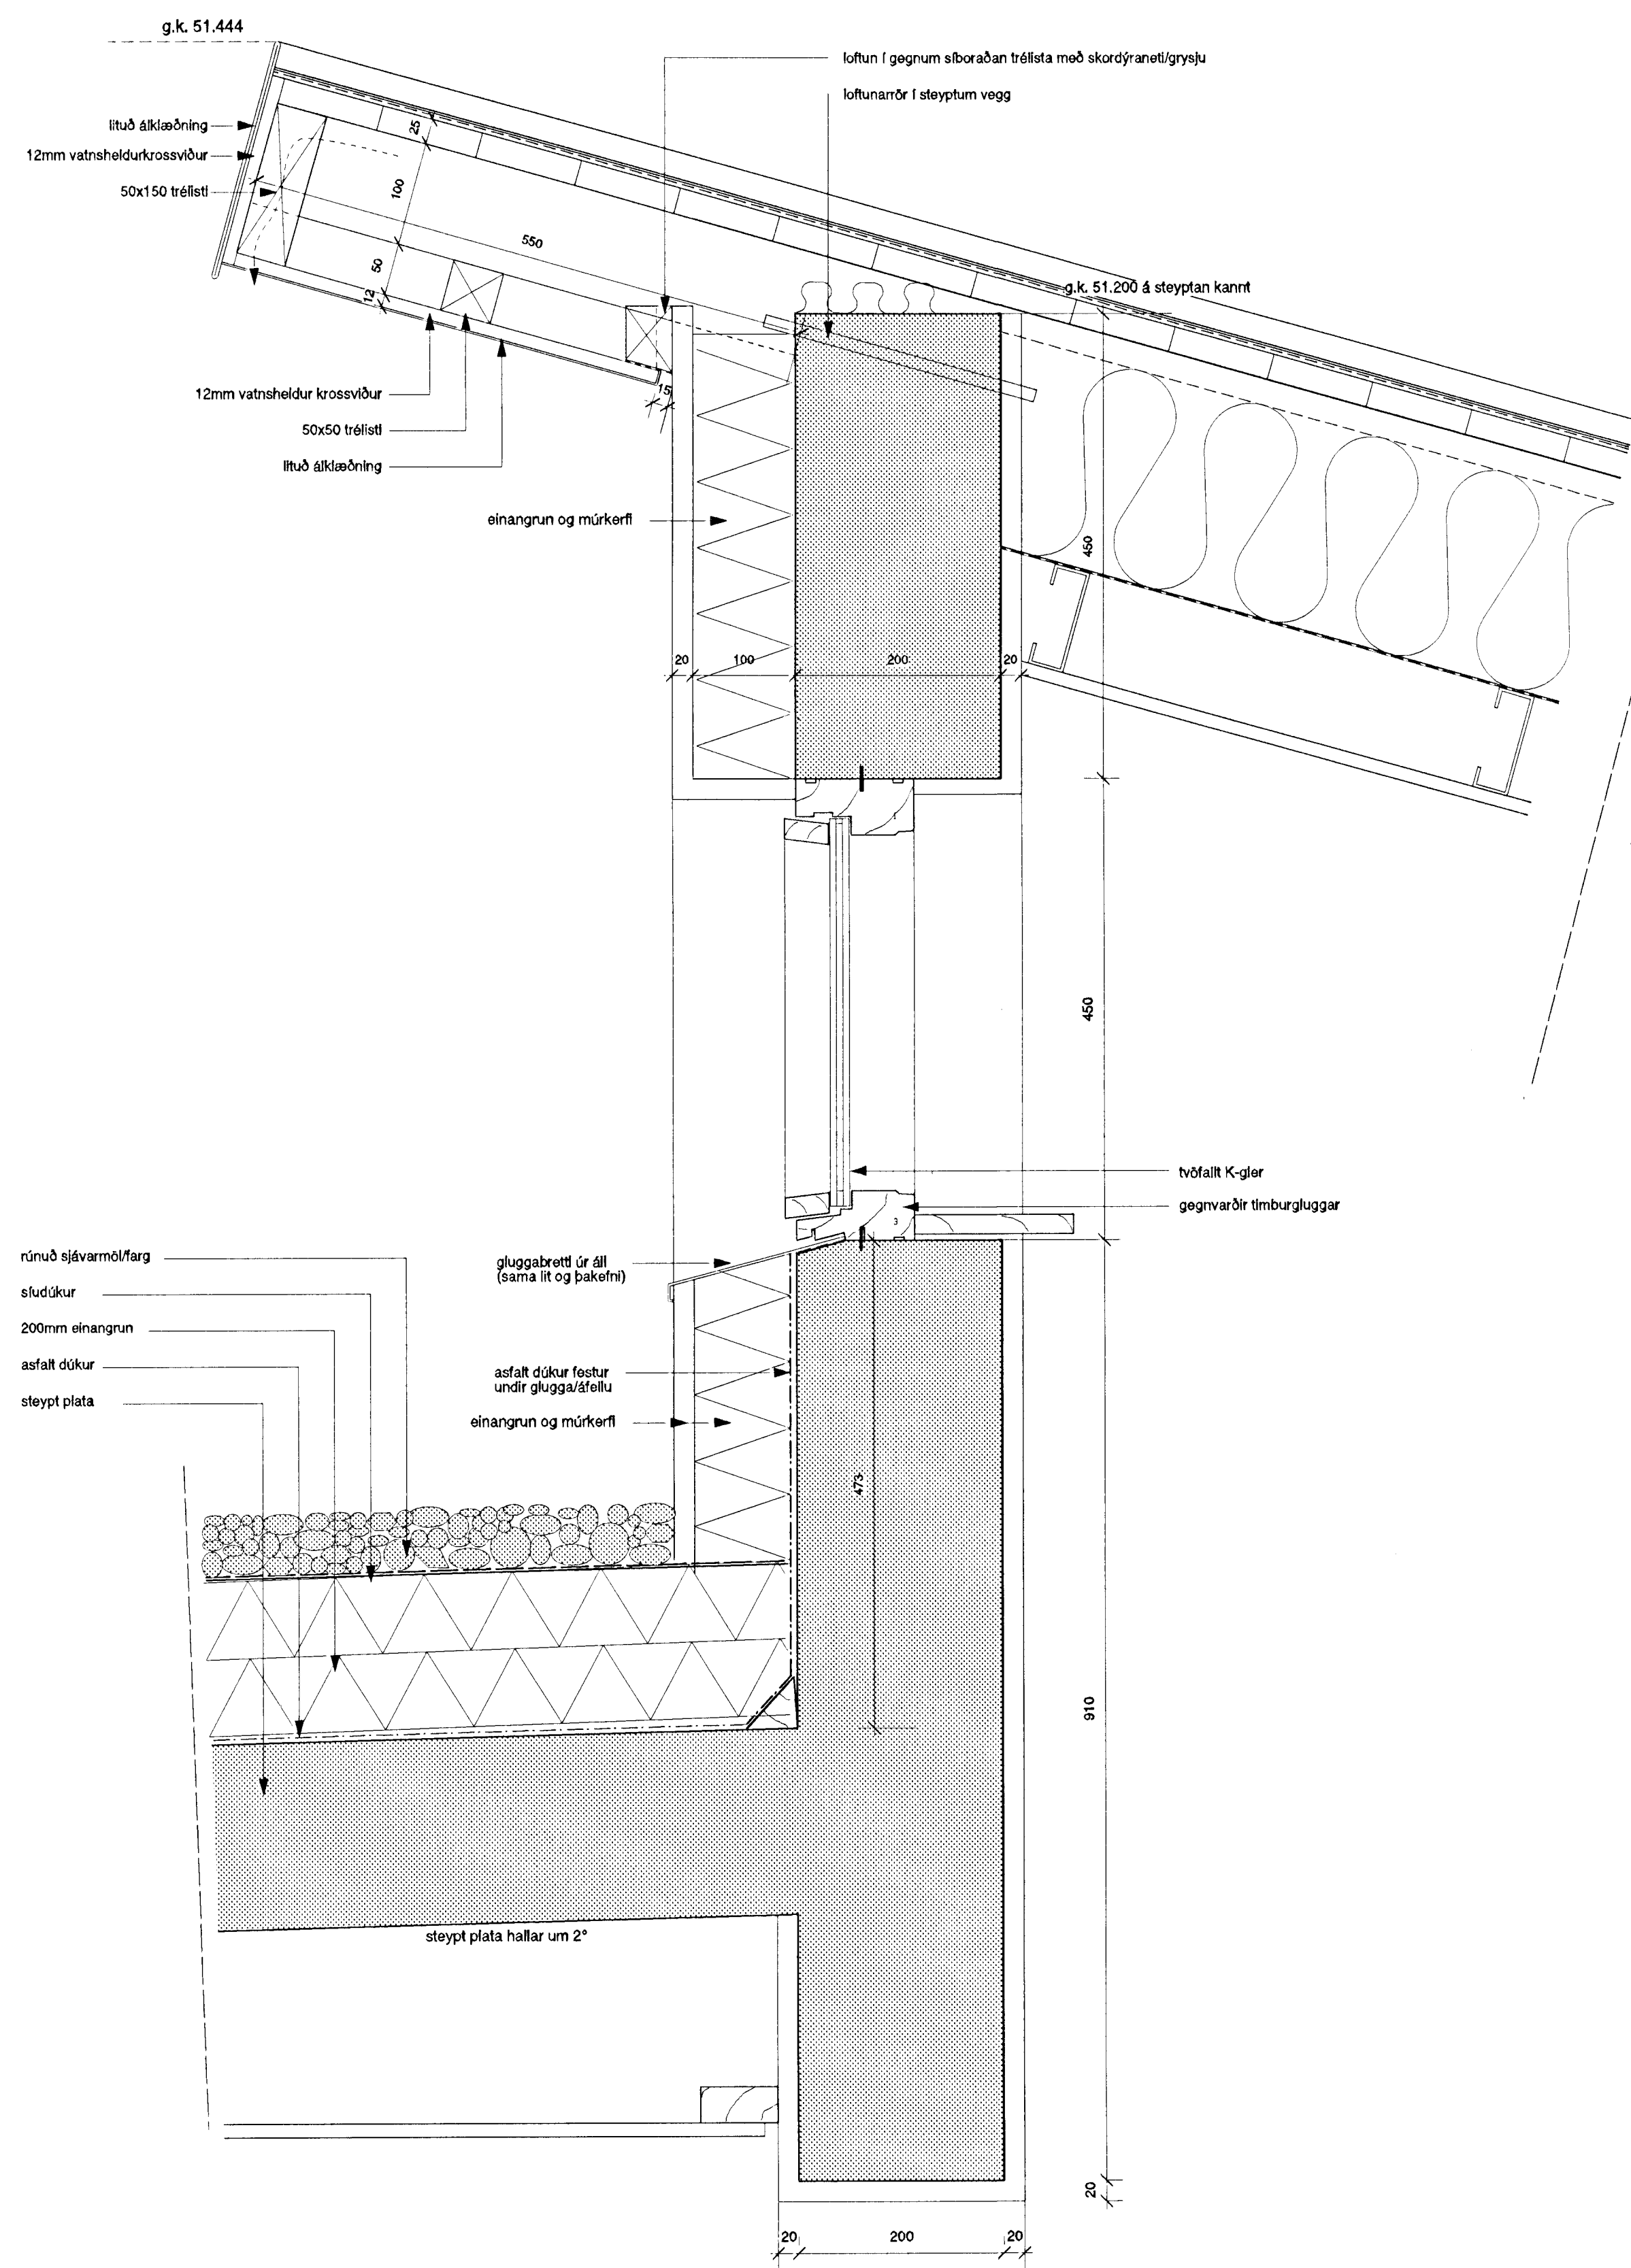 g.k. 51.444
loftun í gegnum síboraðan trélista með skordýraneti/grysju
loftunarrör í steyptum vegg
lituð álklæðning
12mm vatnsheldurkrossviður
50x150 trélisti
25
100
550
50
12
g.k. 51.200 á steyptan kannt
12mm vatnsheldur krossviður
50x50 trélisti
lituð álklæðning
15
einangrun og múrkerfi
450
20
100
200
20
450
tvöfallt K-gler
gegnvarðir timburgluggar
3
rúnuð sjávarmöl/farg
síudúkur
200mm einangrun
asfalt dúkur
steypt plata
gluggabretti úr áli
(sama lit og þakefni)
asfalt dúkur festur
undir glugga/áfellu
einangrun og múrkerfi
473
910
steypt plata hallar um 2°
20
20
200
20